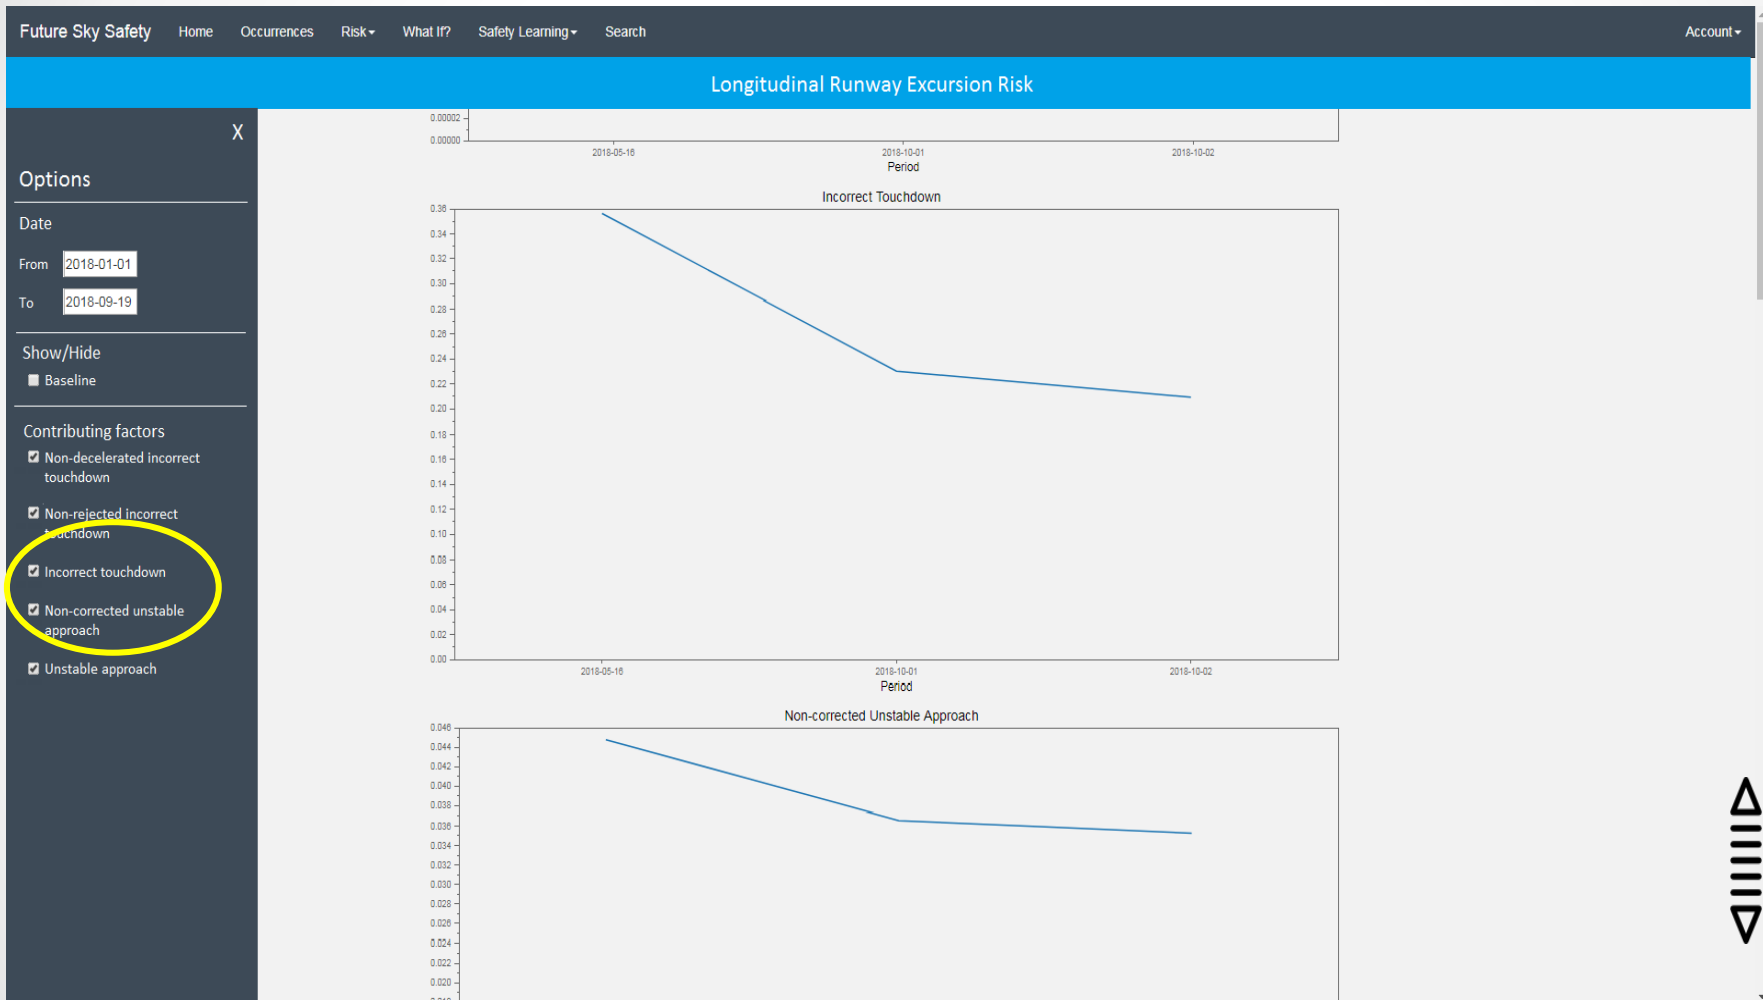 Future Sky Safety Home Occurrences Risk What If? Safety Learning Search Account
Longitudinal Runway Excursion Risk
X
Options
Date
From 2018-01-01
To 2018-09-19
Show/Hide
Baseline
Contributing factors
Non-decelerated incorrect
touchdown
Non-rejected incorrect
touchdown
Incorrect touchdown
Non-corrected unstable
approach
Unstable approach
0.00002
0.00000
2018-05-16 2018-10-01 2018-10-02
Period
Incorrect Touchdown
0.36
0.34
0.32
0.30
0.28
0.26
0.24
0.22
0.20
0.18
0.16
0.14
0.12
0.10
0.08
0.06
0.04
0.02
0.00
2018-05-16 2018-10-01 2018-10-02
Period
Non-corrected Unstable Approach
0.046
0.044
0.042
0.040
0.038
0.036
0.034
0.032
0.030
0.028
0.026
0.024
0.022
0.020